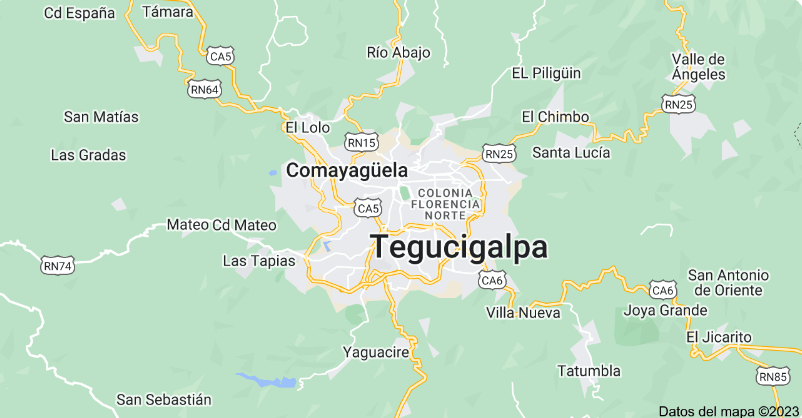 Cd España
Támara
CA5
Río Abajo
Valle de
Ángeles
EL Piligüin
RN64
RN25
San Matías
El Chimbo
El Lolo
RN15
RN25
Santa Lucía
Las Gradas
Comayagüela
COLONIA
FLORENCIA
NORTE
CA5
Mateo Cd Mateo
Tegucigalpa
Las Tapias
RN74
CA6
San Antonio
de Oriente
CA6
Villa Nueva
Joya Grande
El Jicarito
Yaguacire
Tatumbla
RN85
San Sebastián
Datos del mapa ©2023